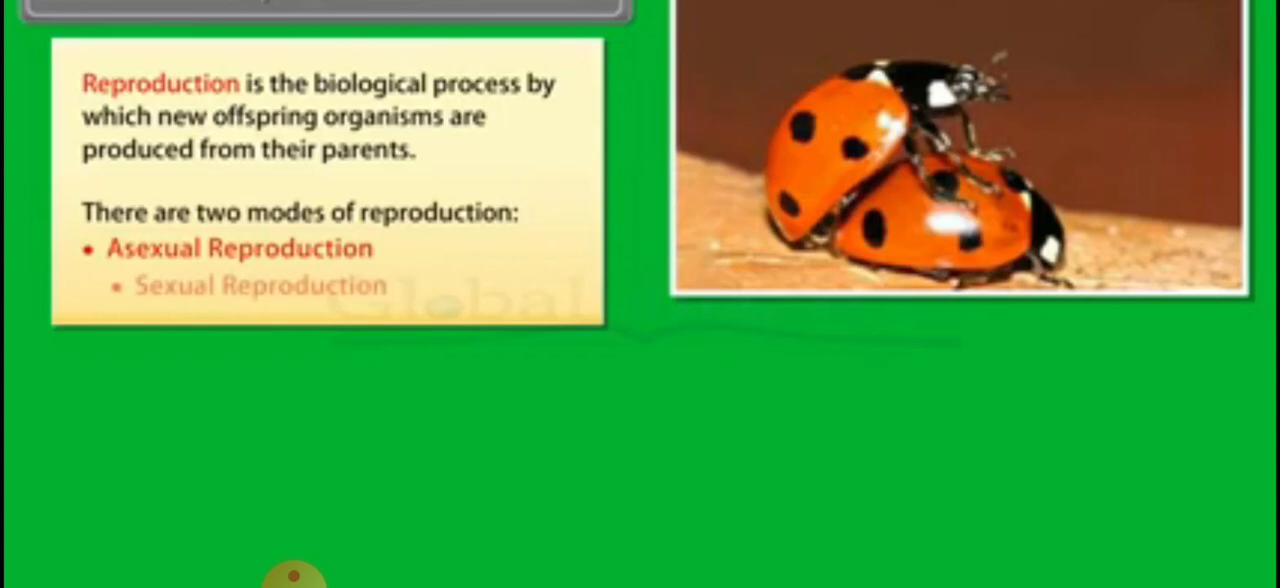 Reproduction is the biological process by
which new offspring organisms are
produced from their parents.
There are two modes of reproduction:
• Asexual Reproduction
• Sexual Reproduction
Global